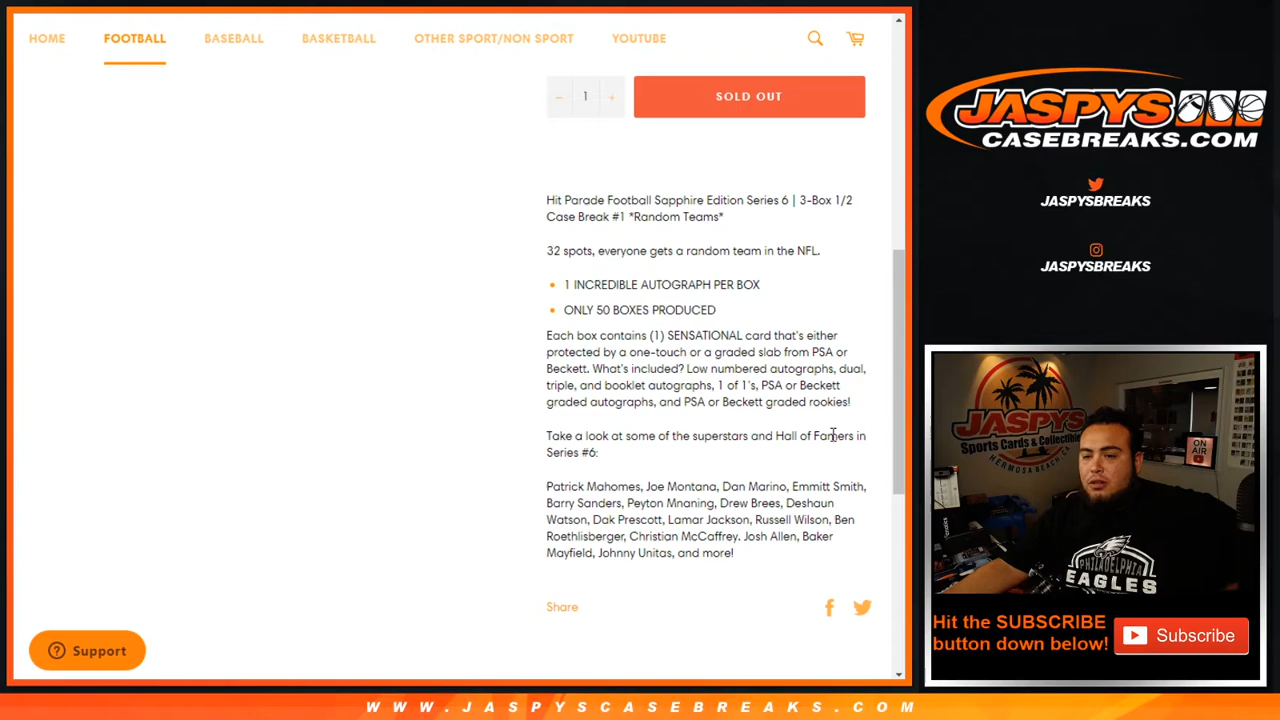 HOME FOOTBALL BASEBALL BASKETBALL OTHER SPORT/NON SPORT YOUTUBE
− 1 + SOLD OUT
Hit Parade Football Sapphire Edition Series 6 | 3-Box 1/2
Case Break #1 *Random Teams*
32 spots, everyone gets a random team in the NFL.
• 1 INCREDIBLE AUTOGRAPH PER BOX
• ONLY 50 BOXES PRODUCED
Each box contains (1) SENSATIONAL card that's either
protected by a one-touch or a graded slab from PSA or
Beckett. What's included? Low numbered autographs, dual,
triple, and booklet autographs, 1 of 1's, PSA or Beckett
graded autographs, and PSA or Beckett graded rookies!
Take a look at some of the superstars and Hall of Famers in
Series #6:
Patrick Mahomes, Joe Montana, Dan Marino, Emmitt Smith,
Barry Sanders, Peyton Mnaning, Drew Brees, Deshaun
Watson, Dak Prescott, Lamar Jackson, Russell Wilson, Ben
Roethlisberger, Christian McCaffrey. Josh Allen, Baker
Mayfield, Johnny Unitas, and more!
Share
Support
JASPYS
CASEBREAKS.COM
JASPYSBREAKS
JASPYSBREAKS
JASPYS
Sports Cards & Collectibles
HERMOSA BEACH
ON
AIR
PHILADELPHIA
EAGLES
Hit the SUBSCRIBE
button down below!
Subscribe
WWW.JASPYSCASEBREAKS.COM